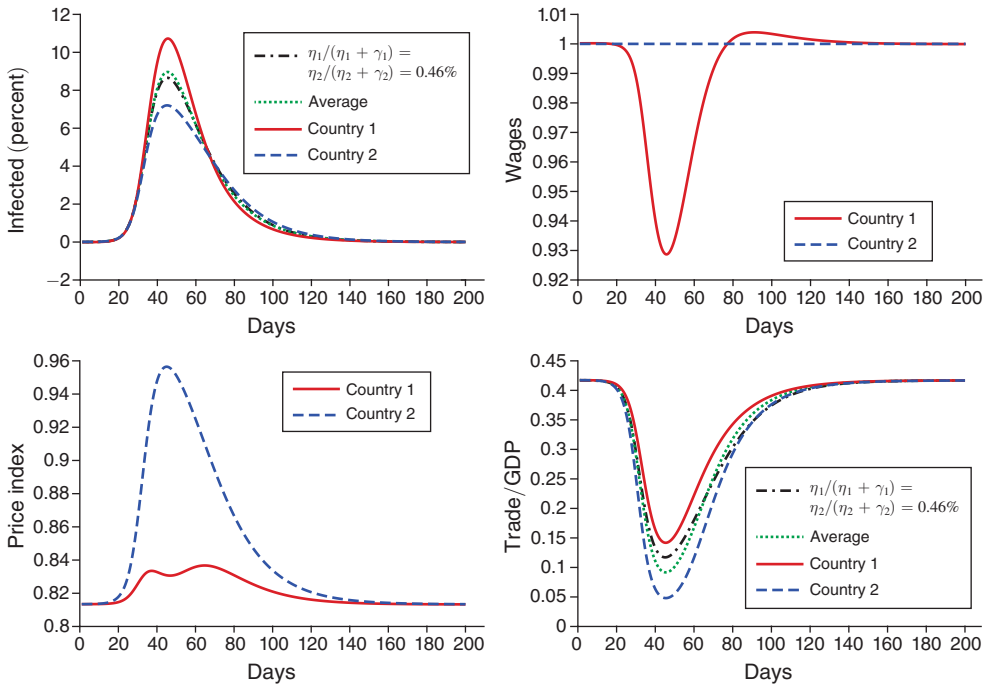 Infected (percent)
12
10
8
6
4
2
0
−2
0 20 40 60 80 100 120 140 160 180 200
Days
η₁/(η₁ + γ₁) =
η₂/(η₂ + γ₂) = 0.46%
Average
Country 1
Country 2
Wages
1.01
1
0.99
0.98
0.97
0.96
0.95
0.94
0.93
0.92
0 20 40 60 80 100 120 140 160 180 200
Days
Country 1
Country 2
Price index
0.96
0.94
0.92
0.9
0.88
0.86
0.84
0.82
0.8
0 20 40 60 80 100 120 140 160 180 200
Days
Country 1
Country 2
Trade/GDP
0.45
0.4
0.35
0.3
0.25
0.2
0.15
0.1
0.05
0
0 20 40 60 80 100 120 140 160 180 200
Days
η₁/(η₁ + γ₁) =
η₂/(η₂ + γ₂) = 0.46%
Average
Country 1
Country 2